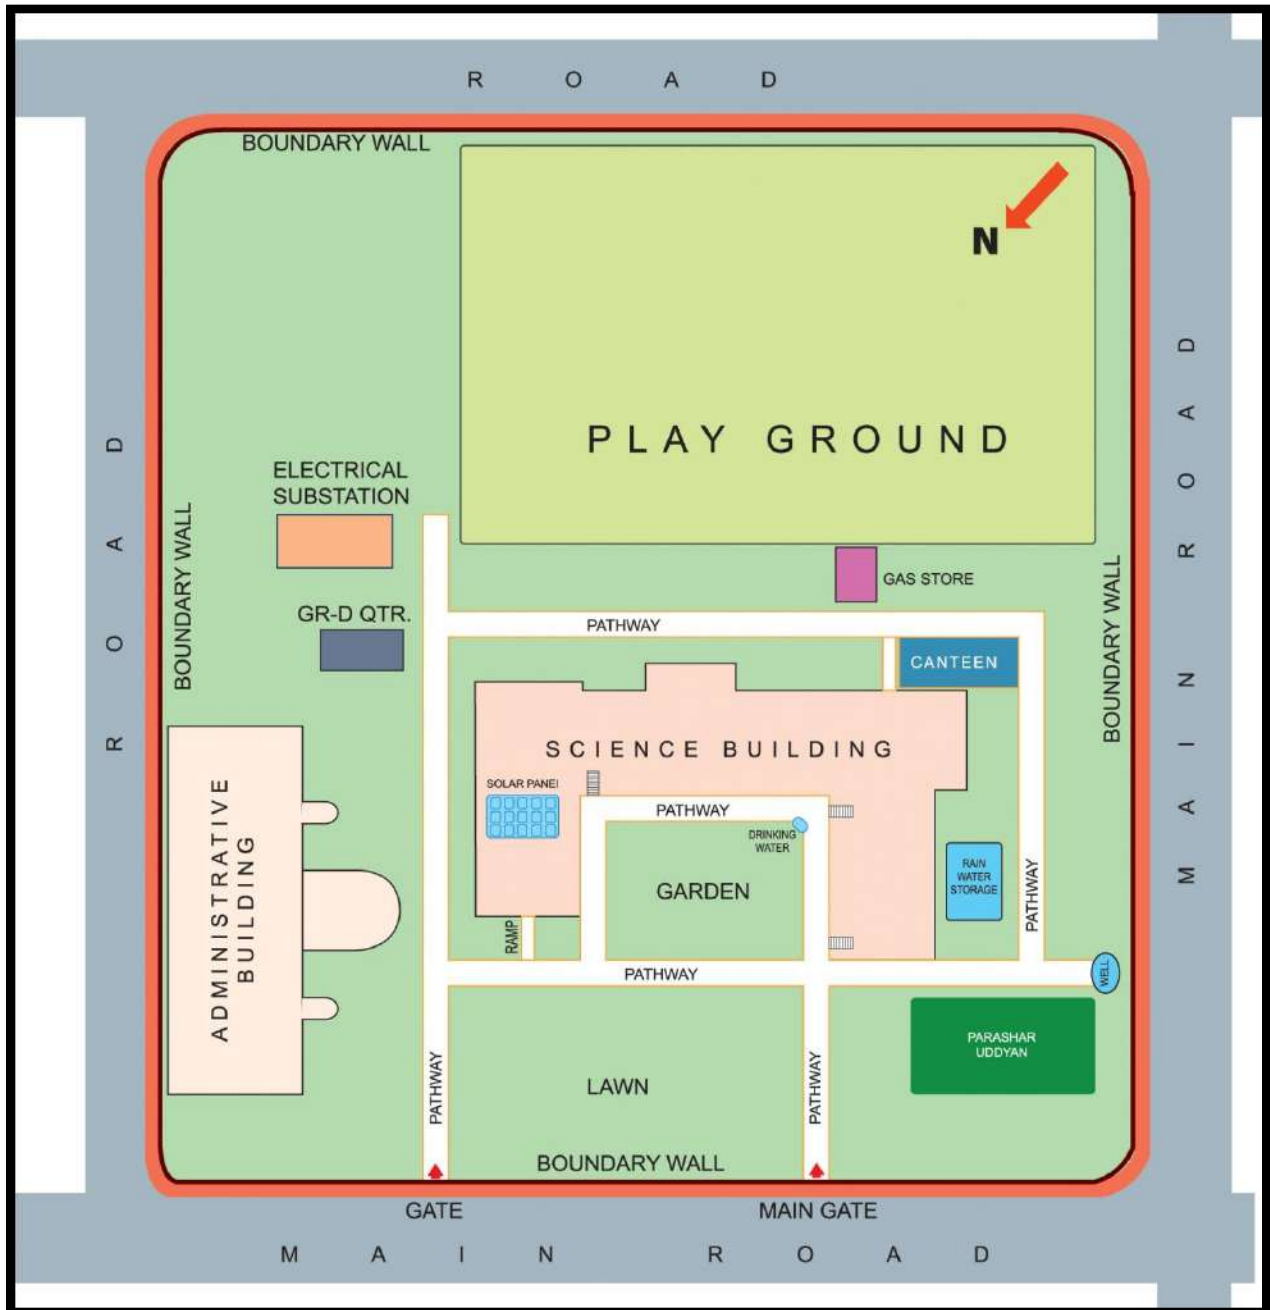 ROAD
BOUNDARY WALL
N
PLAY GROUND
MAIN ROAD
ROAD
ELECTRICAL
SUBSTATION
BOUNDARY WALL
BOUNDARY WALL
GAS STORE
GR-D QTR.
PATHWAY
CANTEEN
SCIENCE BUILDING
SOLAR PANEl
PATHWAY
DRINKING
WATER
ADMINISTRATIVE
BUILDING
GARDEN
RAIN
WATER
STORAGE
PATHWAY
RAMP
PATHWAY
WELL
PARASHAR
UDDYAN
PATHWAY
LAWN
PATHWAY
BOUNDARY WALL
GATE
MAIN GATE
MAIN ROAD